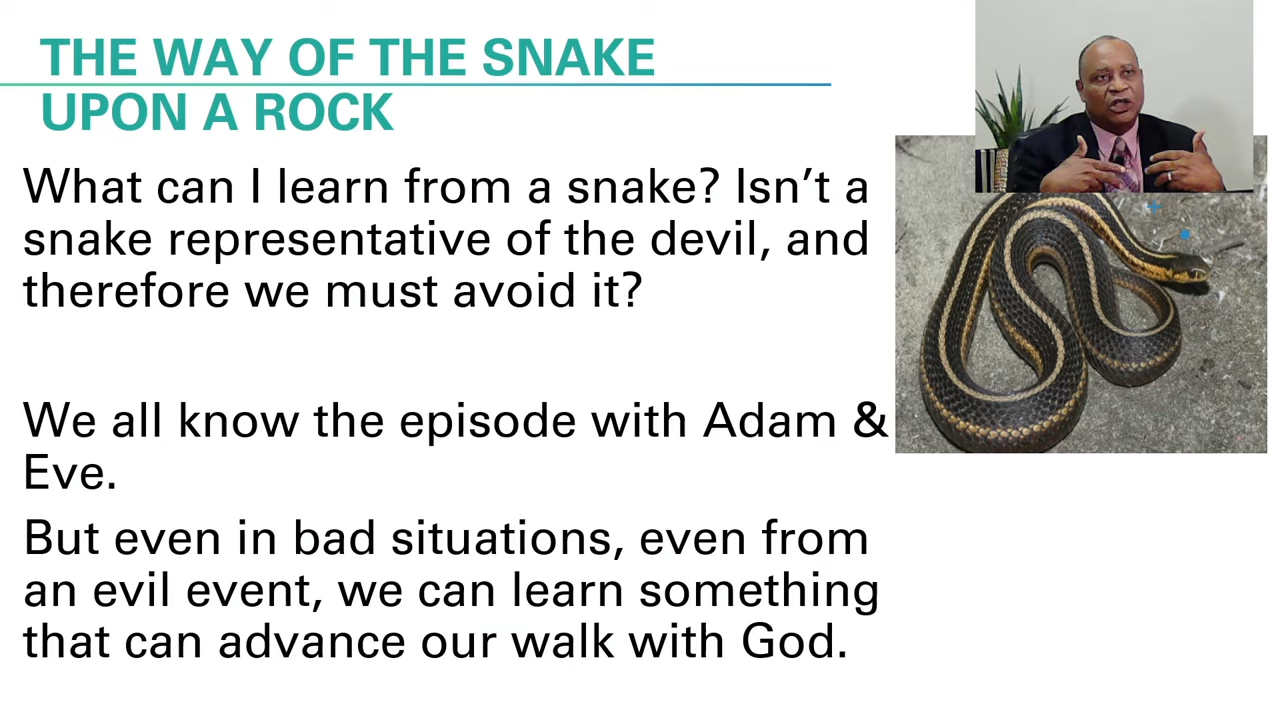 THE WAY OF THE SNAKE
UPON A ROCK
What can I learn from a snake? Isn’t a
snake representative of the devil, and
therefore we must avoid it?
We all know the episode with Adam &
Eve.
But even in bad situations, even from
an evil event, we can learn something
that can advance our walk with God.